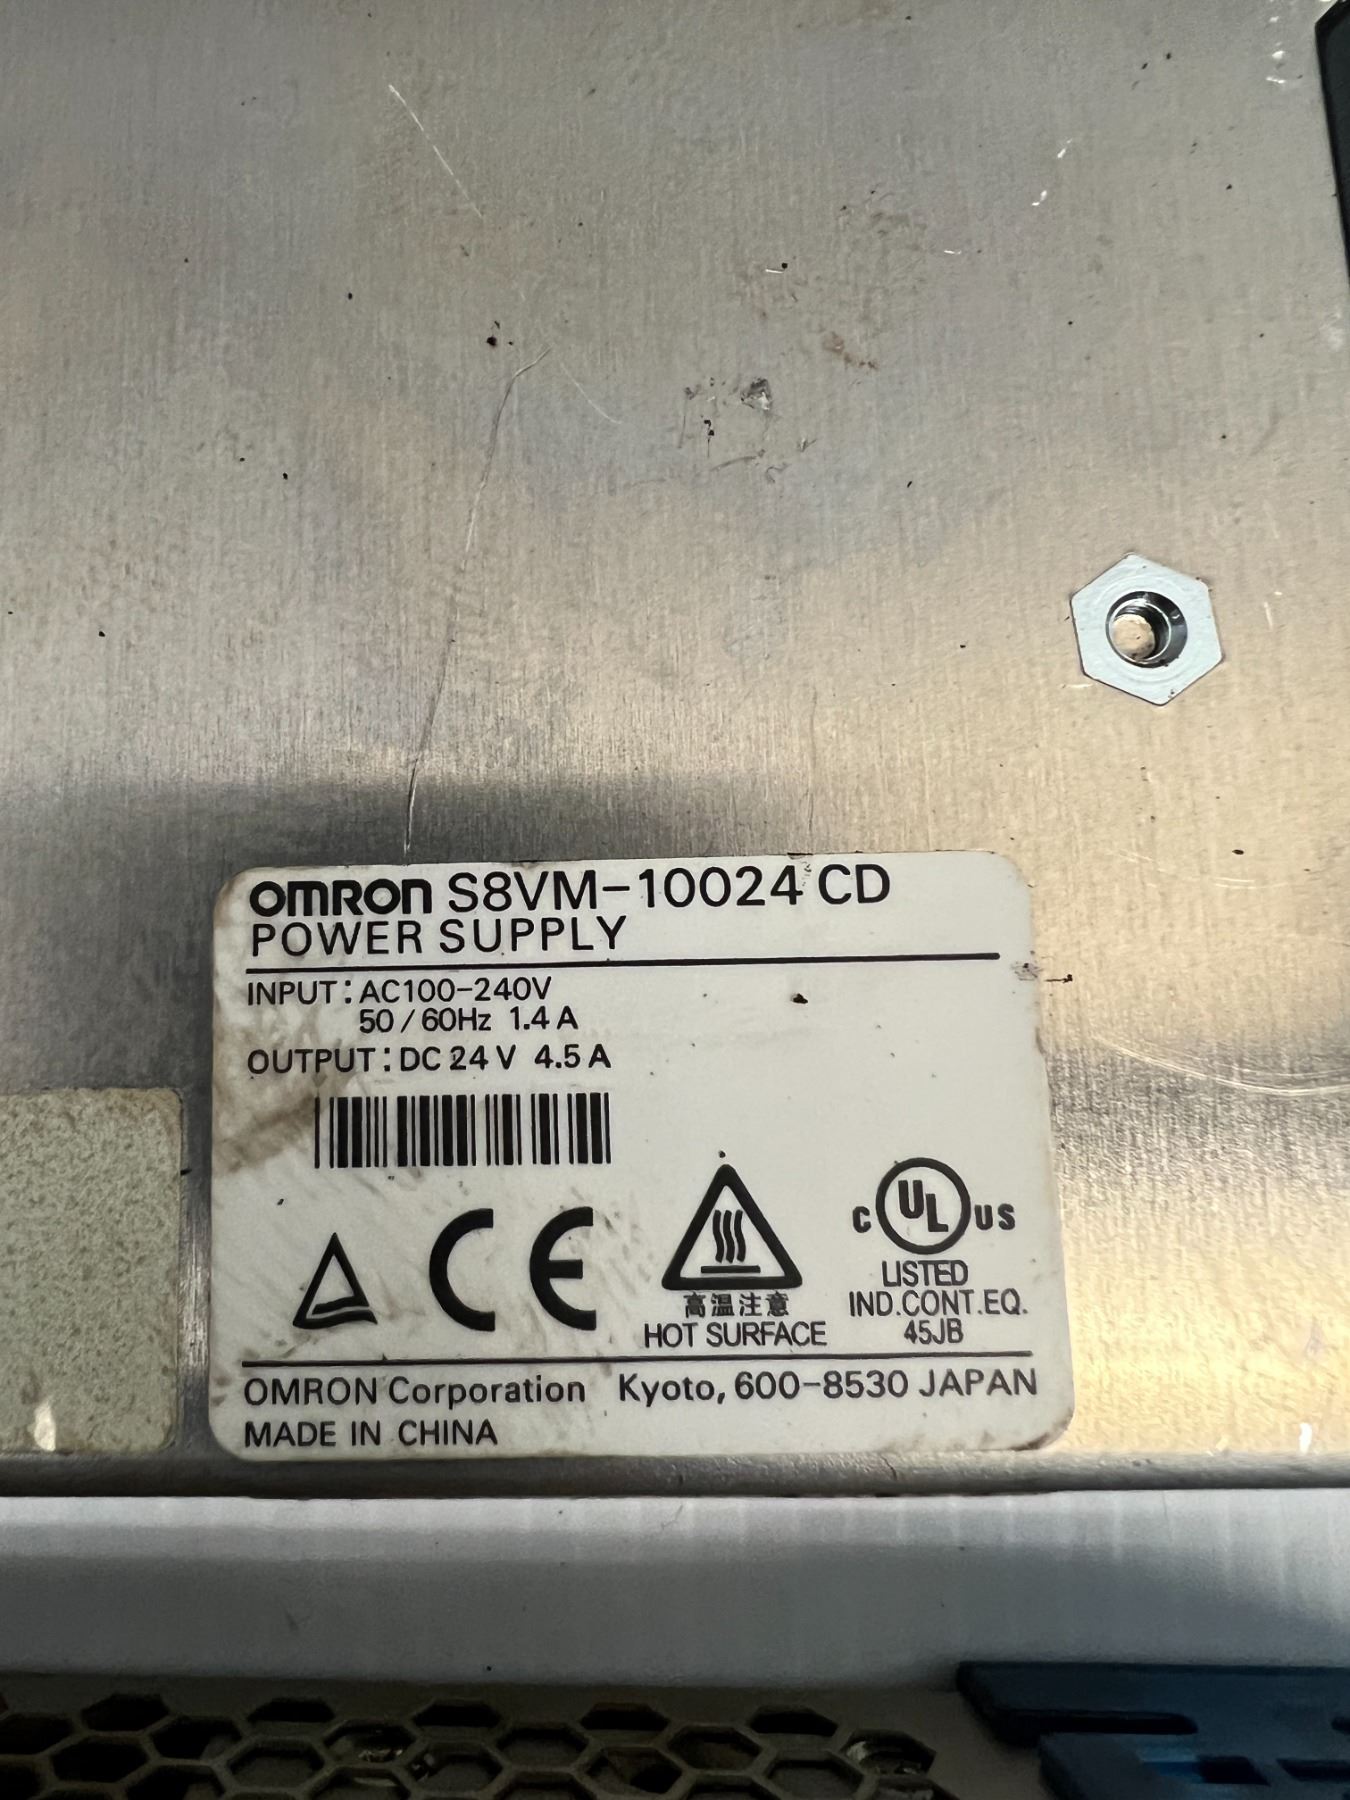 OMRON S8VM-10024 CD
POWER SUPPLY
INPUT: AC100-240V
50/60Hz 1.4 A
OUTPUT: DC 24 V 4.5 A
CE
高温注意
HOT SURFACE
C UL US
LISTED
IND.CONT.EQ.
45JB
OMRON Corporation Kyoto, 600-8530 JAPAN
MADE IN CHINA